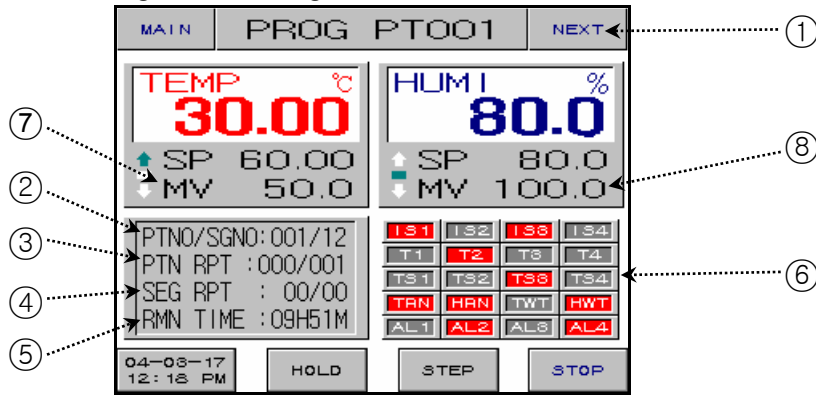 MAIN PROG PT001 NEXT ①
TEMP ℃ HUMI %
30.00 80.0
⑦ SP 60.00 SP 80.0 ⑧
MV 50.0 MV 100.0
② PTNO/SGNO:001/12 IS1 IS2 IS3 IS4
③ PTN RPT :000/001 T1 T2 T3 T4
④ SEG RPT : 00/00 TS1 TS2 TS3 TS4 ⑥
⑤ RMN TIME :09H51M TRN HRN TWT HWT
AL1 AL2 AL3 AL4
04-03-17 HOLD STEP STOP
12:18 PM